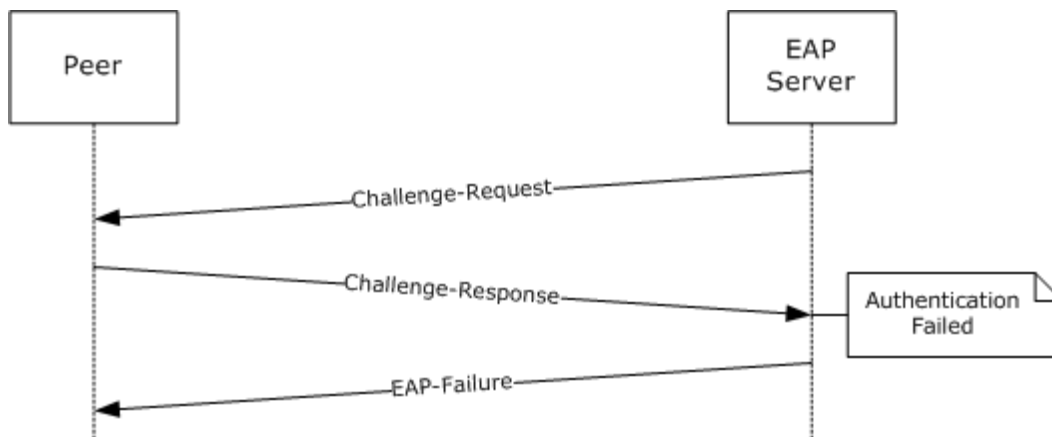 Peer
EAP
Server
Challenge-Request
Challenge-Response
Authentication
Failed
EAP-Failure